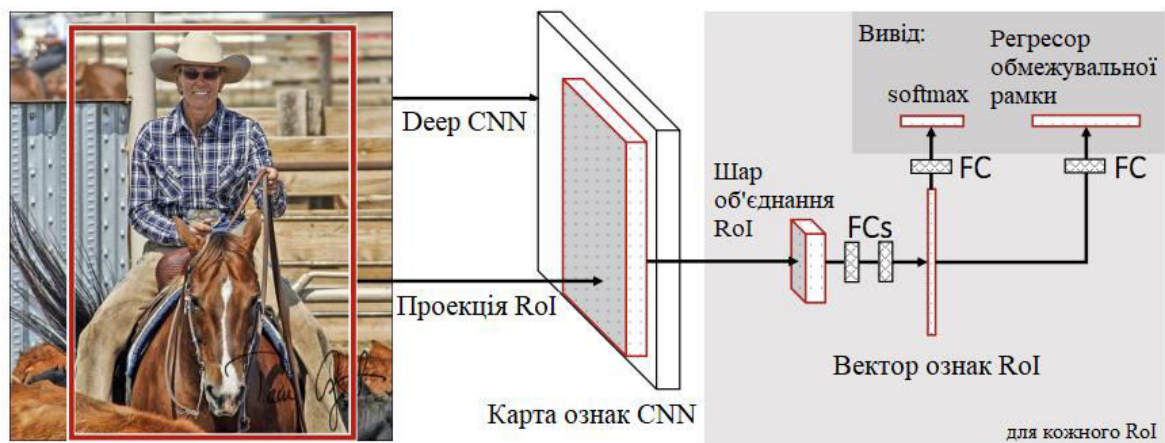 Вивід:
Регресор
обмежувальної
рамки
softmax
Deep CNN
FC
FC
Шар
об'єднання
RoI
FCs
Проекція RoI
Вектор ознак RoI
Карта ознак CNN
для кожного RoI